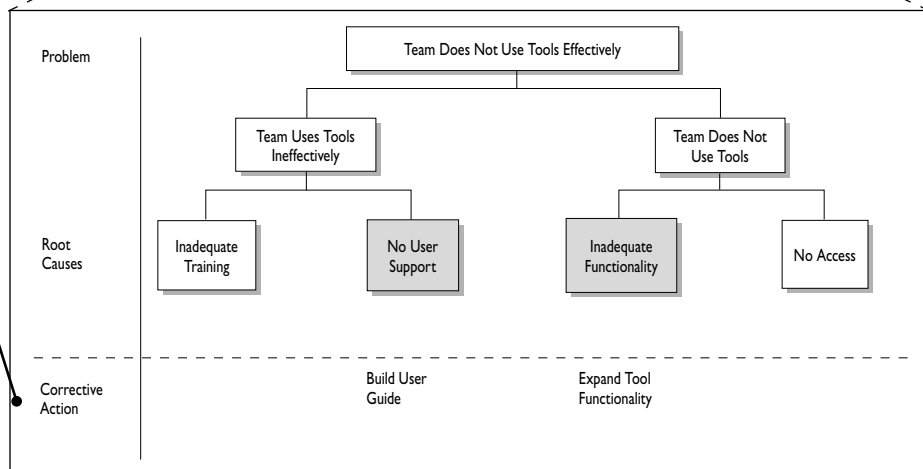 Problem
Team Does Not Use Tools Effectively
Team Uses Tools
Ineffectively
Team Does Not
Use Tools
Root
Causes
Inadequate
Training
No User
Support
Inadequate
Functionality
No Access
Corrective
Action
Build User
Guide
Expand Tool
Functionality